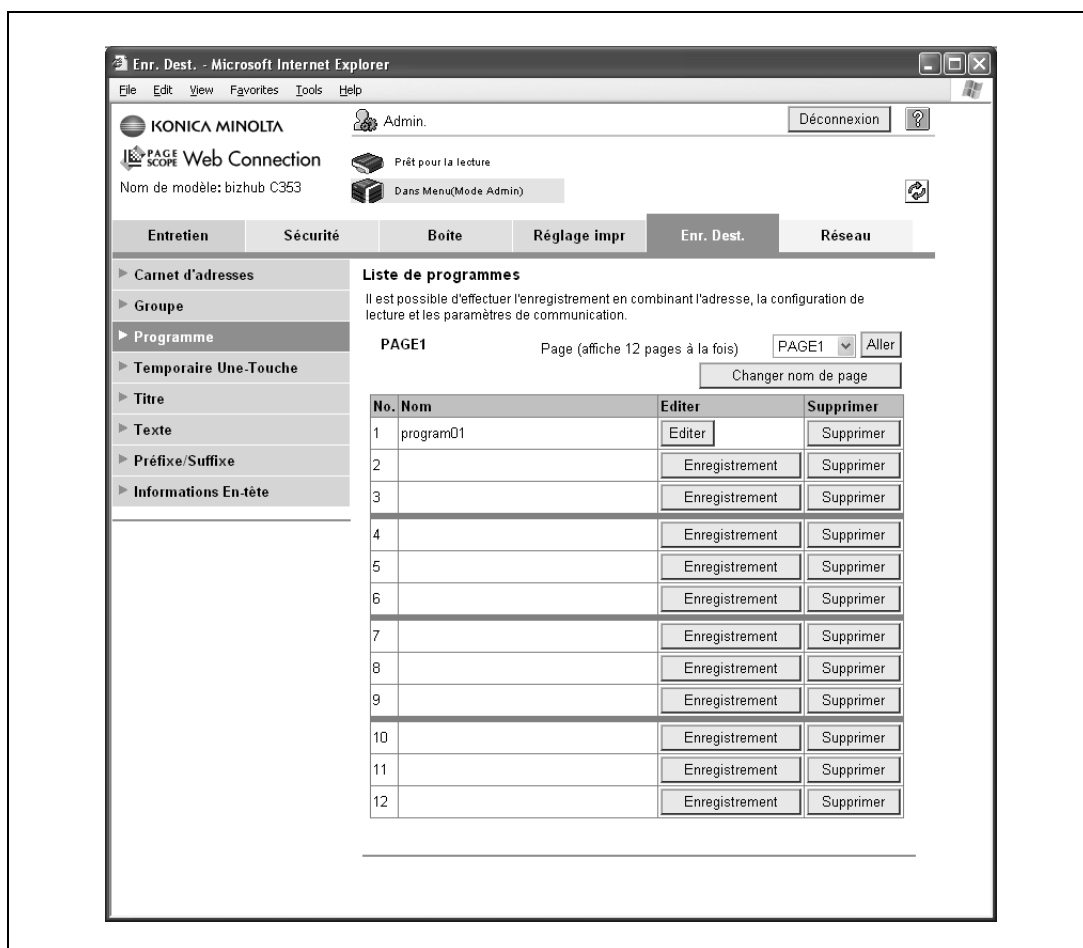 Enr. Dest. - Microsoft Internet Explorer
File Edit View Favorites Tools Help
KONICA MINOLTA
Admin.
Déconnexion
?
PAGE SCOPE Web Connection
Prêt pour la lecture
Nom de modèle: bizhub C353
Dans Menu(Mode Admin)
Entretien Sécurité Boite Réglage impr Enr. Dest. Réseau
Carnet d'adresses
Groupe
Programme
Temporaire Une-Touche
Titre
Texte
Préfixe/Suffixe
Informations En-tête
Liste de programmes
Il est possible d'effectuer l'enregistrement en combinant l'adresse, la configuration de
lecture et les paramètres de communication.
PAGE1 Page (affiche 12 pages à la fois) PAGE1 Aller
Changer nom de page
No. Nom Editer Supprimer
1 program01 Editer Supprimer
2 Enregistrement Supprimer
3 Enregistrement Supprimer
4 Enregistrement Supprimer
5 Enregistrement Supprimer
6 Enregistrement Supprimer
7 Enregistrement Supprimer
8 Enregistrement Supprimer
9 Enregistrement Supprimer
10 Enregistrement Supprimer
11 Enregistrement Supprimer
12 Enregistrement Supprimer